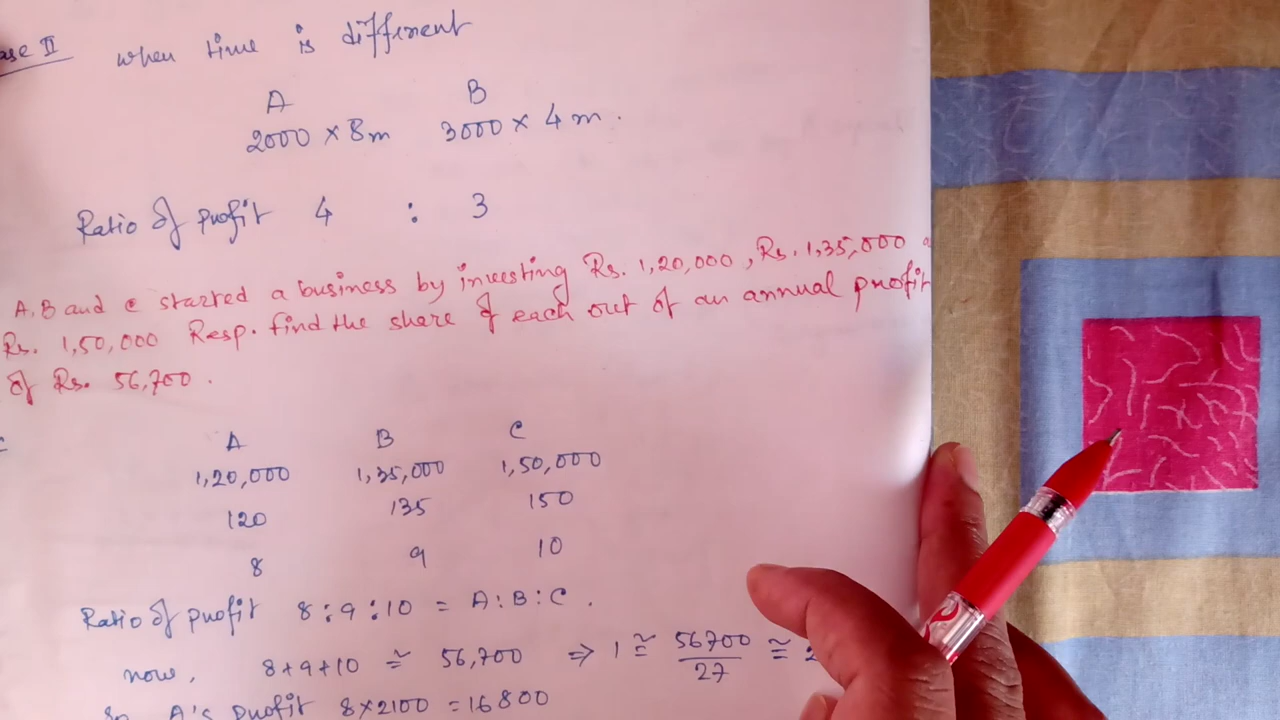 ase II when time is different
A B
2000 × 8m 3000 × 4m.
Ratio of profit 4 : 3
A, B and C started a business by investing Rs. 1,20,000, Rs. 1,35,000 a
Rs. 1,50,000 Resp. find the share of each out of an annual profit
of Rs. 56,700.
A B C
1,20,000 1,35,000 1,50,000
120 135 150
8 9 10
Ratio of profit 8 : 9 : 10 = A : B : C.
now, 8+9+10 ≅ 56,700 ⇒ 1 ≅ 56700/27 ≅ 2
So A's profit 8×2100 = 16800